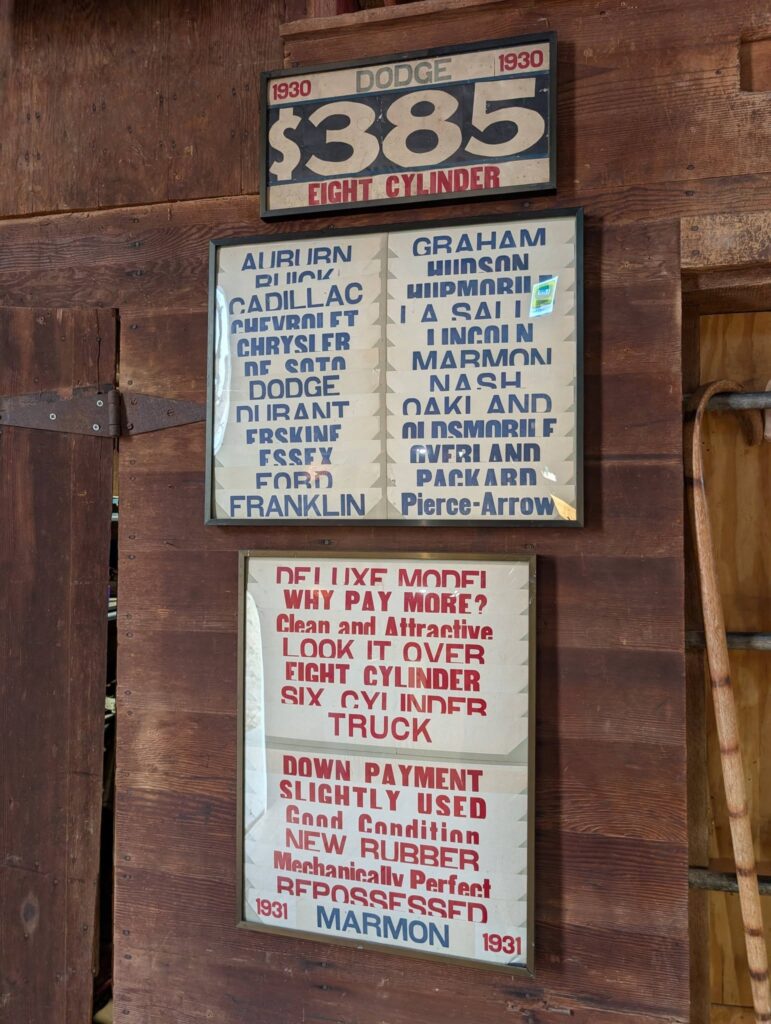 1930 DODGE 1930
$385
EIGHT CYLINDER
AUBURN
BUICK
CADILLAC
CHEVROLET
CHRYSLER
DE SOTO
DODGE
DURANT
ERSKINE
ESSEX
FORD
FRANKLIN
GRAHAM
HUDSON
HUPMOBILE
LA SALLE
LINCOLN
MARMON
NASH
OAKLAND
OLDSMOBILE
OVERLAND
PACKARD
Pierce-Arrow
DELUXE MODEL
WHY PAY MORE?
Clean and Attractive
LOOK IT OVER
EIGHT CYLINDER
SIX CYLINDER
TRUCK
DOWN PAYMENT
SLIGHTLY USED
Good Condition
NEW RUBBER
Mechanically Perfect
REPOSSESSED
1931 MARMON 1931